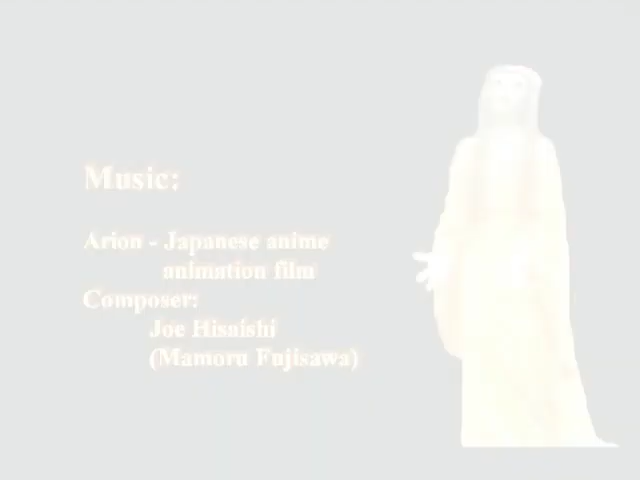 Music:
Arion - Japanese anime
animation film
Composer:
Joe Hisaishi
(Mamoru Fujisawa)